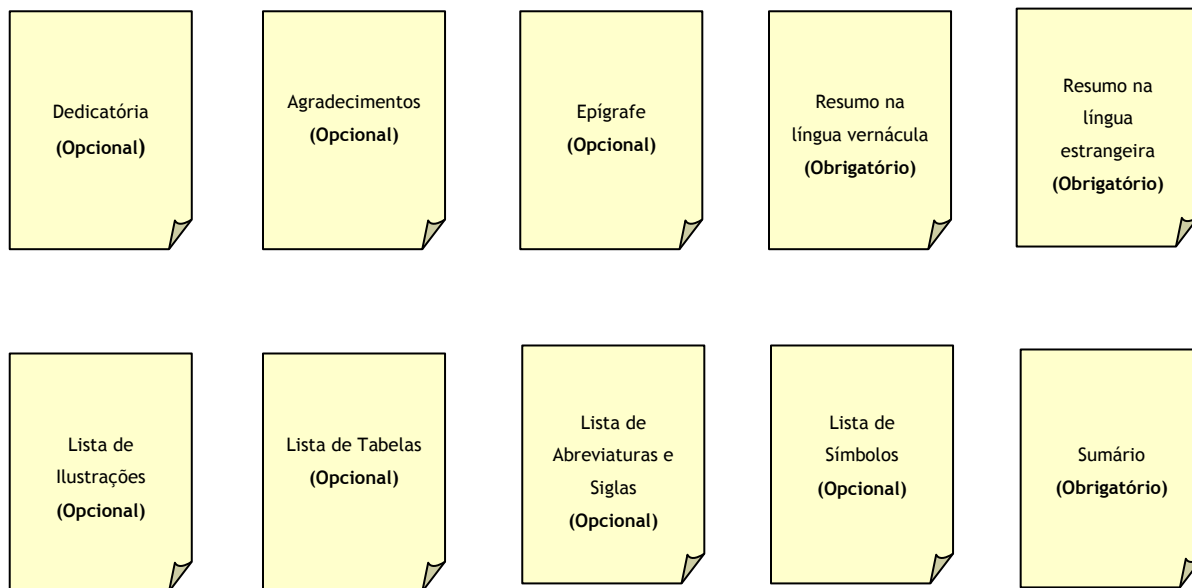 Dedicatória
(Opcional)
Agradecimentos
(Opcional)
Epígrafe
(Opcional)
Resumo na
língua vernácula
(Obrigatório)
Resumo na
língua
estrangeira
(Obrigatório)
Lista de
Ilustrações
(Opcional)
Lista de Tabelas
(Opcional)
Lista de
Abreviaturas e
Siglas
(Opcional)
Lista de
Símbolos
(Opcional)
Sumário
(Obrigatório)